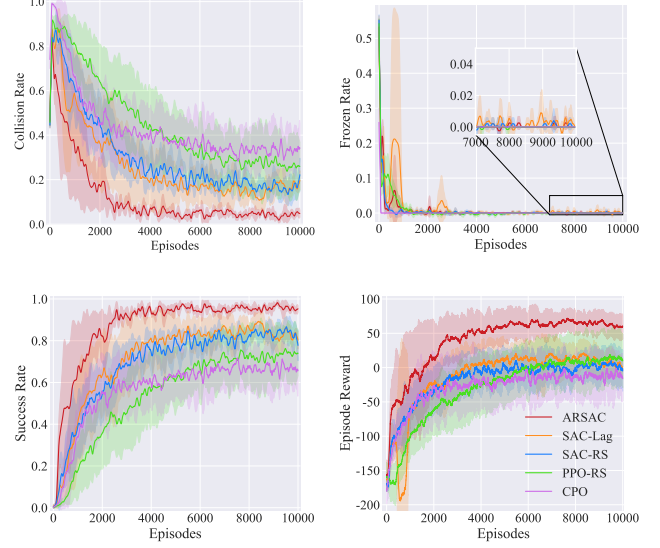 1.0
0.8
0.6
0.4
0.2
0.0
Collision Rate
0 2000 4000 6000 8000 10000
Episodes
0.5
0.4
0.3
0.2
0.1
0.0
Frozen Rate
0.04
0.02
0.00
7000 8000 9000 10000
0 2000 4000 6000 8000 10000
Episodes
1.0
0.8
0.6
0.4
0.2
0.0
Success Rate
0 2000 4000 6000 8000 10000
Episodes
100
50
0
-50
-100
-150
-200
Episode Reward
ARSAC
SAC-Lag
SAC-RS
PPO-RS
CPO
0 2000 4000 6000 8000 10000
Episodes